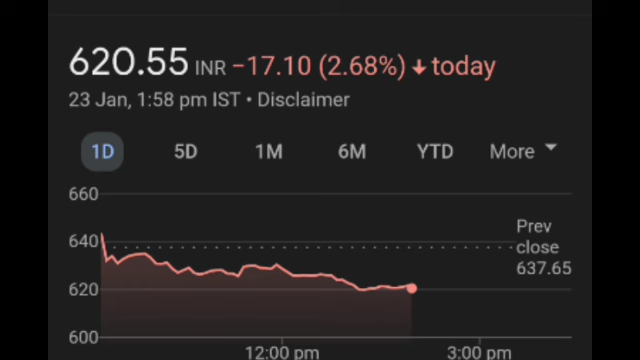 620.55 INR −17.10 (2.68%) ↓ today
23 Jan, 1:58 pm IST • Disclaimer
1D 5D 1M 6M YTD More
660
640
620
600
Prev
close
637.65
12:00 pm 3:00 pm